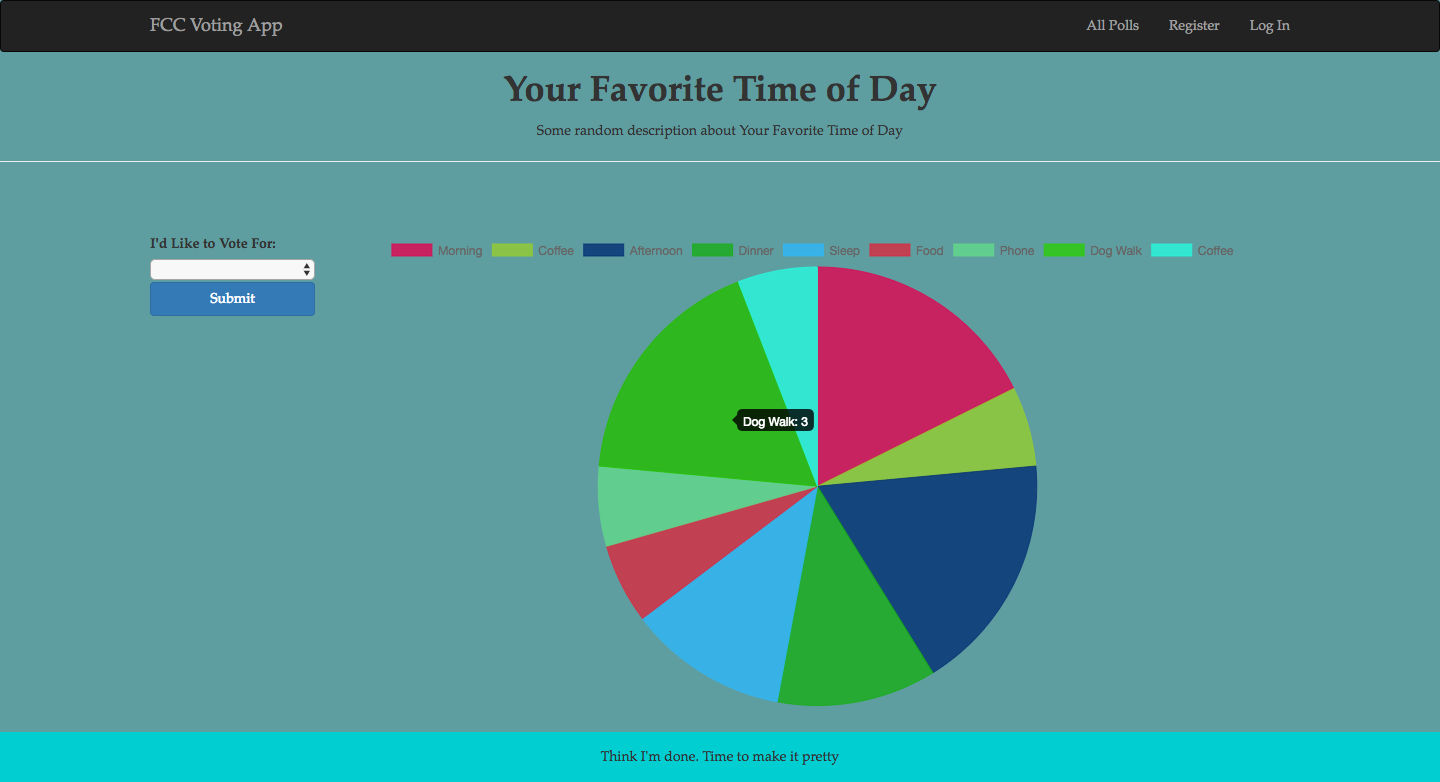 FCC Voting App All Polls Register Log In
Your Favorite Time of Day
Some random description about Your Favorite Time of Day
I'd Like to Vote For:
Submit
Morning Coffee Afternoon Dinner Sleep Food Phone Dog Walk Coffee
Dog Walk: 3
Think I'm done. Time to make it pretty